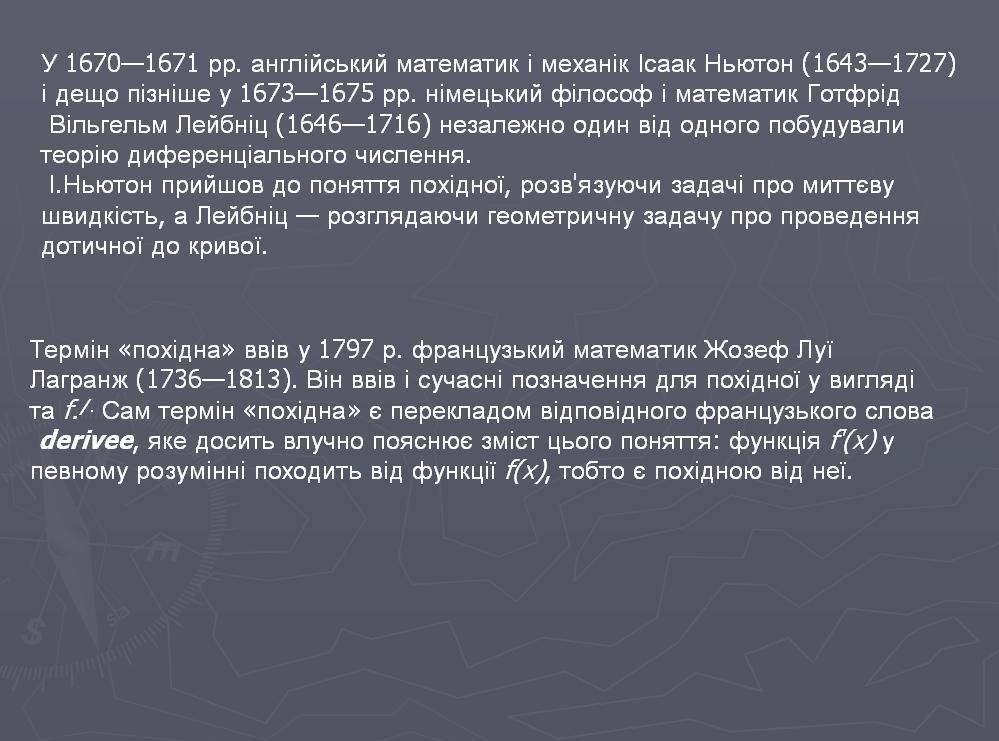 У 1670—1671 рр. англійський математик і механік Ісаак Ньютон (1643—1727)
і дещо пізніше у 1673—1675 рр. німецький філософ і математик Готфрід
Вільгельм Лейбніц (1646—1716) незалежно один від одного побудували
теорію диференціального числення.
І.Ньютон прийшов до поняття похідної, розв'язуючи задачі про миттєву
швидкість, а Лейбніц — розглядаючи геометричну задачу про проведення
дотичної до кривої.
Термін «похідна» ввів у 1797 р. французький математик Жозеф Луї
Лагранж (1736—1813). Він ввів і сучасні позначення для похідної у вигляді
та f./. Сам термін «похідна» є перекладом відповідного французького слова
derivee, яке досить влучно пояснює зміст цього поняття: функція f'(x) у
певному розумінні походить від функції f(x), тобто є похідною від неї.
m
sia
S